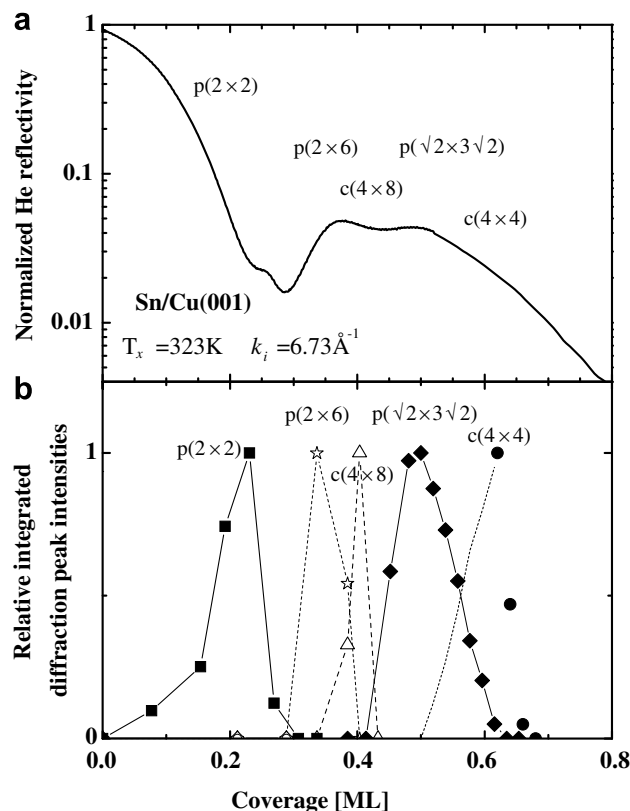 a
1
0.1
0.01
Normalized He reflectivity
p(2×2)
p(2×6)
p(√2×3√2)
c(4×8)
c(4×4)
Sn/Cu(001)
Tₓ =323K kᵢ =6.73Å⁻¹
b
1
0
Relative integrated
diffraction peak intensities
p(2×6)
p(√2×3√2)
p(2×2)
c(4×8)
c(4×4)
0.0 0.2 0.4 0.6 0.8
Coverage [ML]